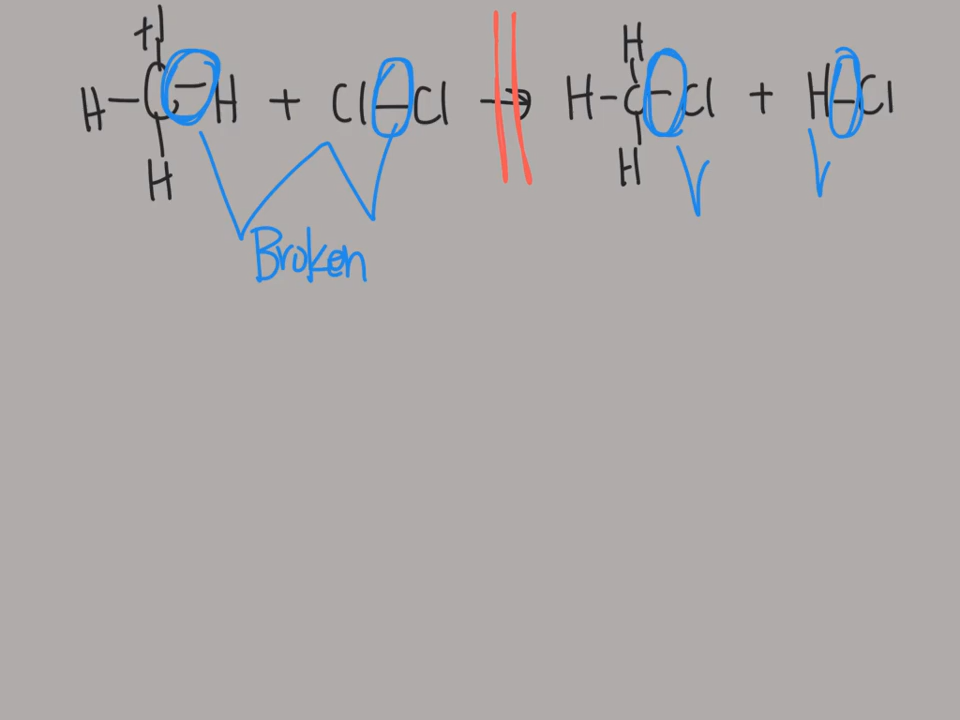 H H
H-C-H + Cl-Cl → H-C-Cl + H-Cl
H H
Broken